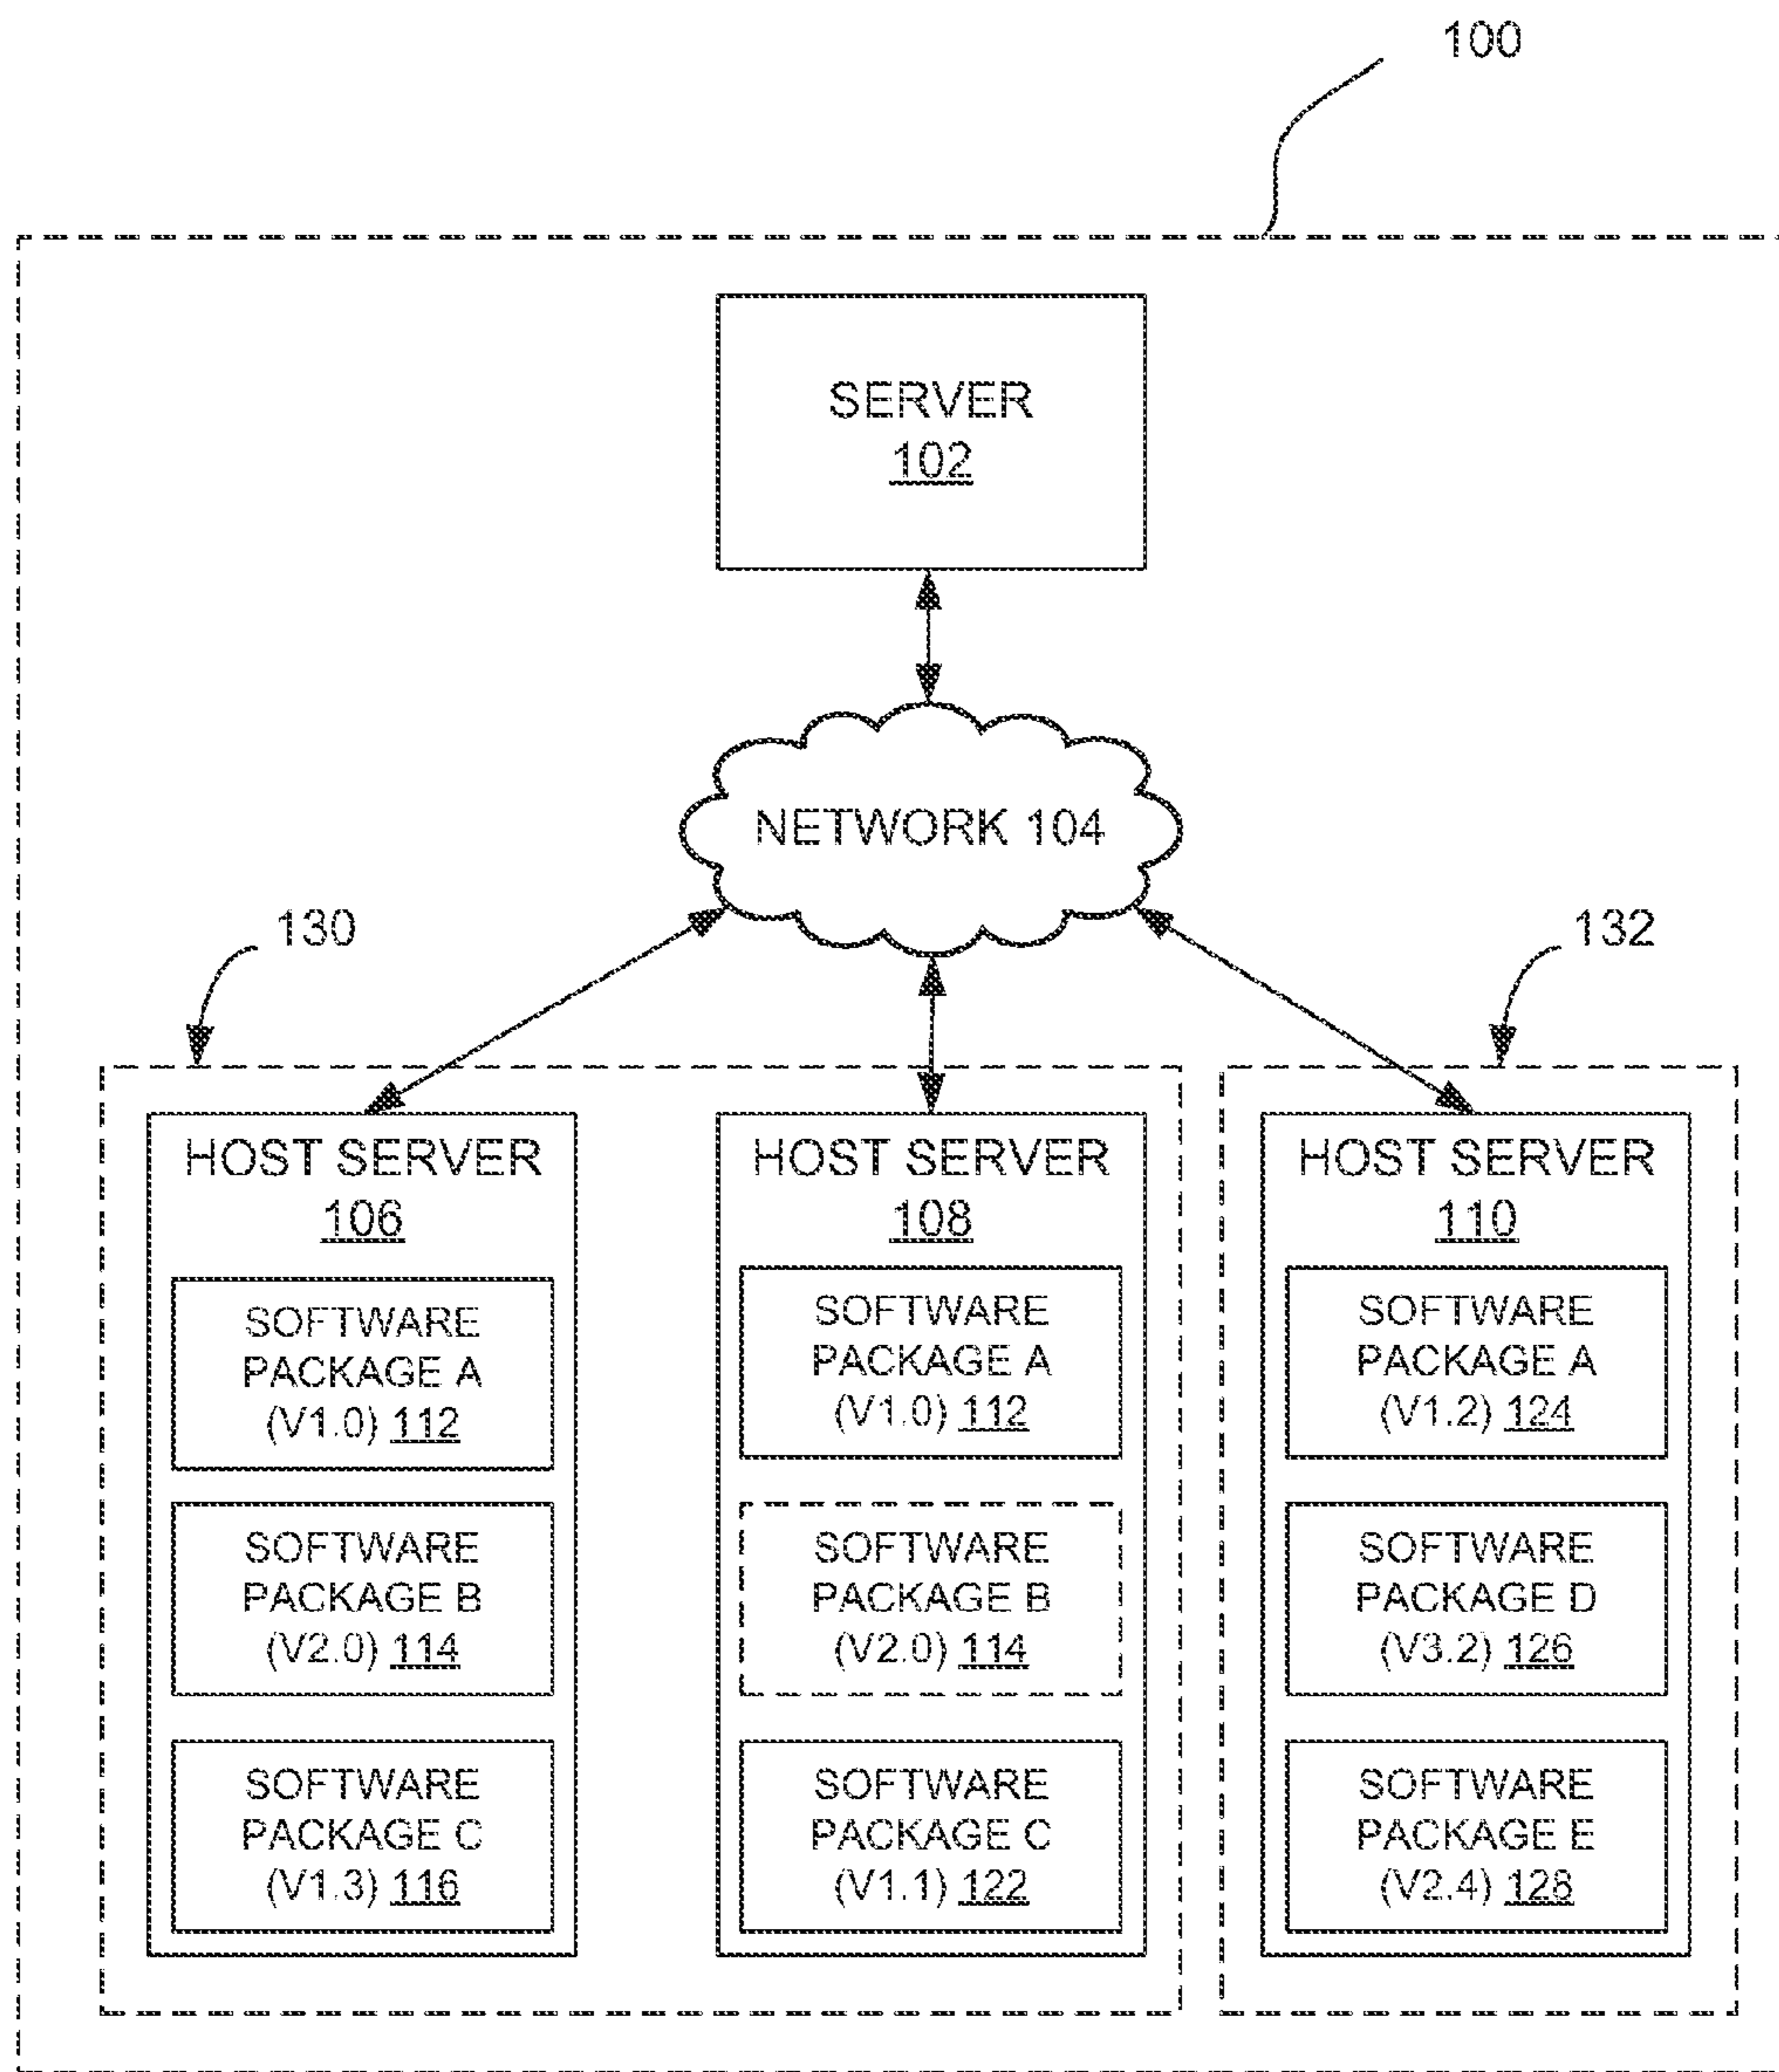 100
SERVER
102
NETWORK 104
130
132
HOST SERVER
106
SOFTWARE
PACKAGE A
(V1.0) 112
SOFTWARE
PACKAGE B
(V2.0) 114
SOFTWARE
PACKAGE C
(V1.3) 116
HOST SERVER
108
SOFTWARE
PACKAGE A
(V1.0) 112
SOFTWARE
PACKAGE B
(V2.0) 114
SOFTWARE
PACKAGE C
(V1.1) 122
HOST SERVER
110
SOFTWARE
PACKAGE A
(V1.2) 124
SOFTWARE
PACKAGE D
(V3.2) 126
SOFTWARE
PACKAGE E
(V2.4) 128